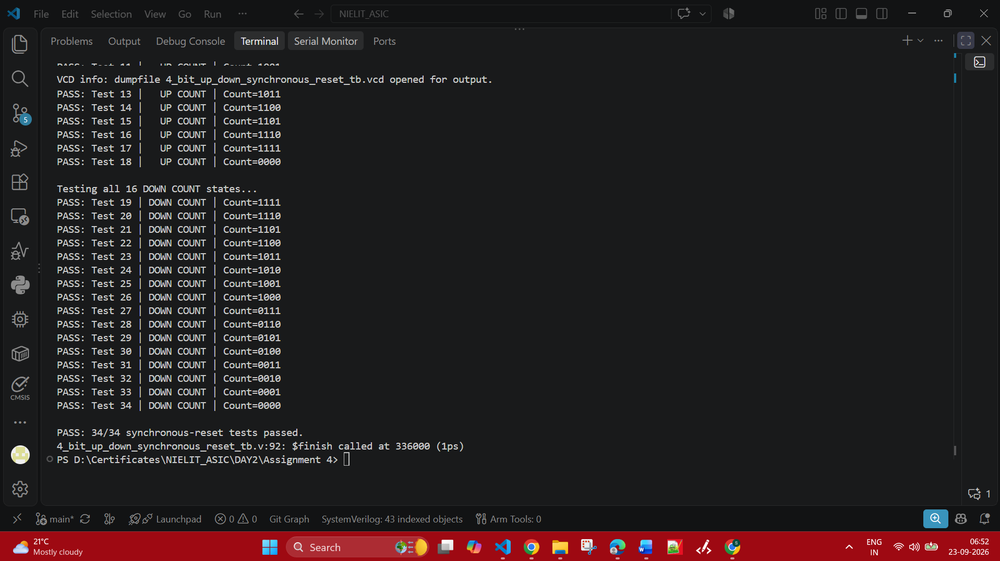 File Edit Selection View Go Run ··· NIELIT_ASIC
Problems Output Debug Console Terminal Serial Monitor Ports
PASS: Test 11 | UP COUNT | Count=1001
VCD info: dumpfile 4_bit_up_down_synchronous_reset_tb.vcd opened for output.
PASS: Test 13 | UP COUNT | Count=1011
PASS: Test 14 | UP COUNT | Count=1100
PASS: Test 15 | UP COUNT | Count=1101
PASS: Test 16 | UP COUNT | Count=1110
PASS: Test 17 | UP COUNT | Count=1111
PASS: Test 18 | UP COUNT | Count=0000
Testing all 16 DOWN COUNT states...
PASS: Test 19 | DOWN COUNT | Count=1111
PASS: Test 20 | DOWN COUNT | Count=1110
PASS: Test 21 | DOWN COUNT | Count=1101
PASS: Test 22 | DOWN COUNT | Count=1100
PASS: Test 23 | DOWN COUNT | Count=1011
PASS: Test 24 | DOWN COUNT | Count=1010
PASS: Test 25 | DOWN COUNT | Count=1001
PASS: Test 26 | DOWN COUNT | Count=1000
PASS: Test 27 | DOWN COUNT | Count=0111
PASS: Test 28 | DOWN COUNT | Count=0110
PASS: Test 29 | DOWN COUNT | Count=0101
PASS: Test 30 | DOWN COUNT | Count=0100
PASS: Test 31 | DOWN COUNT | Count=0011
PASS: Test 32 | DOWN COUNT | Count=0010
PASS: Test 33 | DOWN COUNT | Count=0001
PASS: Test 34 | DOWN COUNT | Count=0000
PASS: 34/34 synchronous-reset tests passed.
4_bit_up_down_synchronous_reset_tb.v:92: $finish called at 336000 (1ps)
PS D:\Certificates\NIELIT_ASIC\DAY2\Assignment 4>
5
CMSIS
1
main* Launchpad 0 0 Git Graph SystemVerilog: 43 indexed objects Arm Tools: 0
21°C
Mostly cloudy
Search
W
S
ENG
IN
06:52
23-09-2026